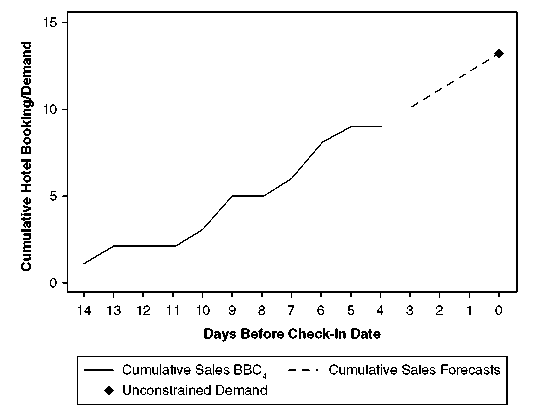 15
10
5
0
Cumulative Hotel Booking/Demand
14 13 12 11 10 9 8 7 6 5 4 3 2 1 0
Days Before Check-In Date
Cumulative Sales BBC4 Cumulative Sales Forecasts
Unconstrained Demand